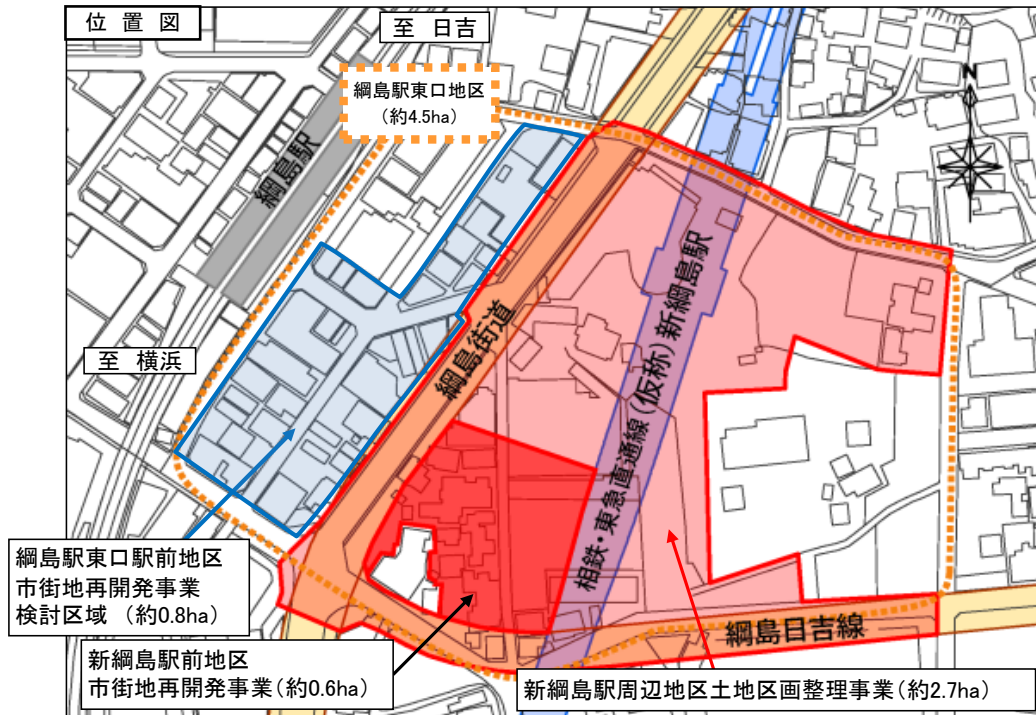 位置図
至 日吉
綱島駅東口地区
(約4.5ha)
N
綱島駅
綱島街道
相鉄・東急直通線(仮称)新綱島駅
至 横浜
綱島駅東口駅前地区
市街地再開発事業
検討区域 (約0.8ha)
綱島日吉線
新綱島駅前地区
市街地再開発事業(約0.6ha)
新綱島駅周辺地区土地区画整理事業(約2.7ha)